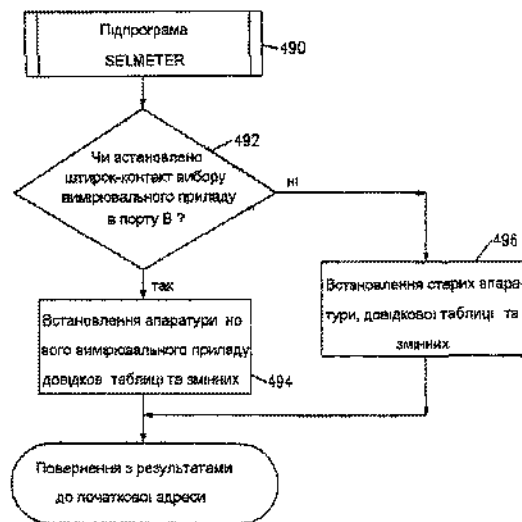 Підпрограма
SELMETER
490
492
Чи встановлено
штирок-контакт вибору
вимірювального приладу
в порту В ?
ні
так
496
Встановлення старих апара-
тури, довідкової таблиці та
змінних
Встановлення апаратури но
вого вимірювального приладу,
довідков таблиці та змінних
494
Повернення з результатами
до початкової адреси